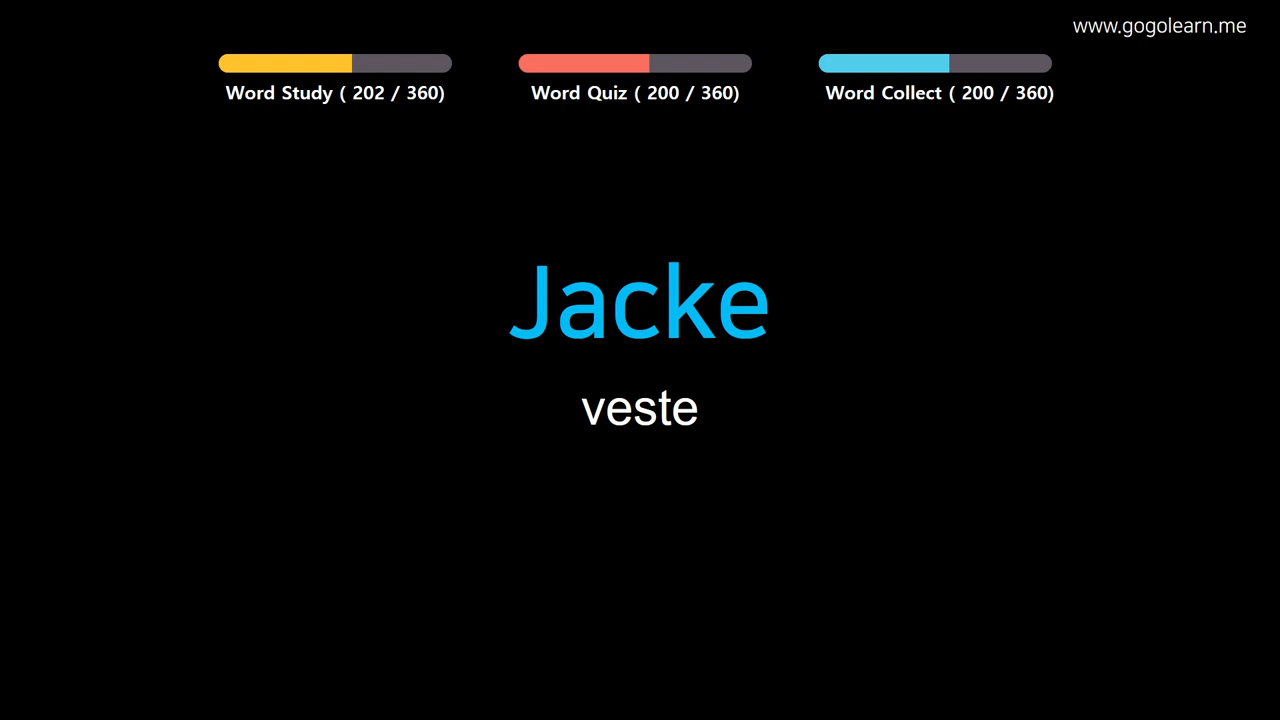 www.gogolearn.me
Word Study ( 202 / 360)
Word Quiz ( 200 / 360)
Word Collect ( 200 / 360)
Jacke
veste